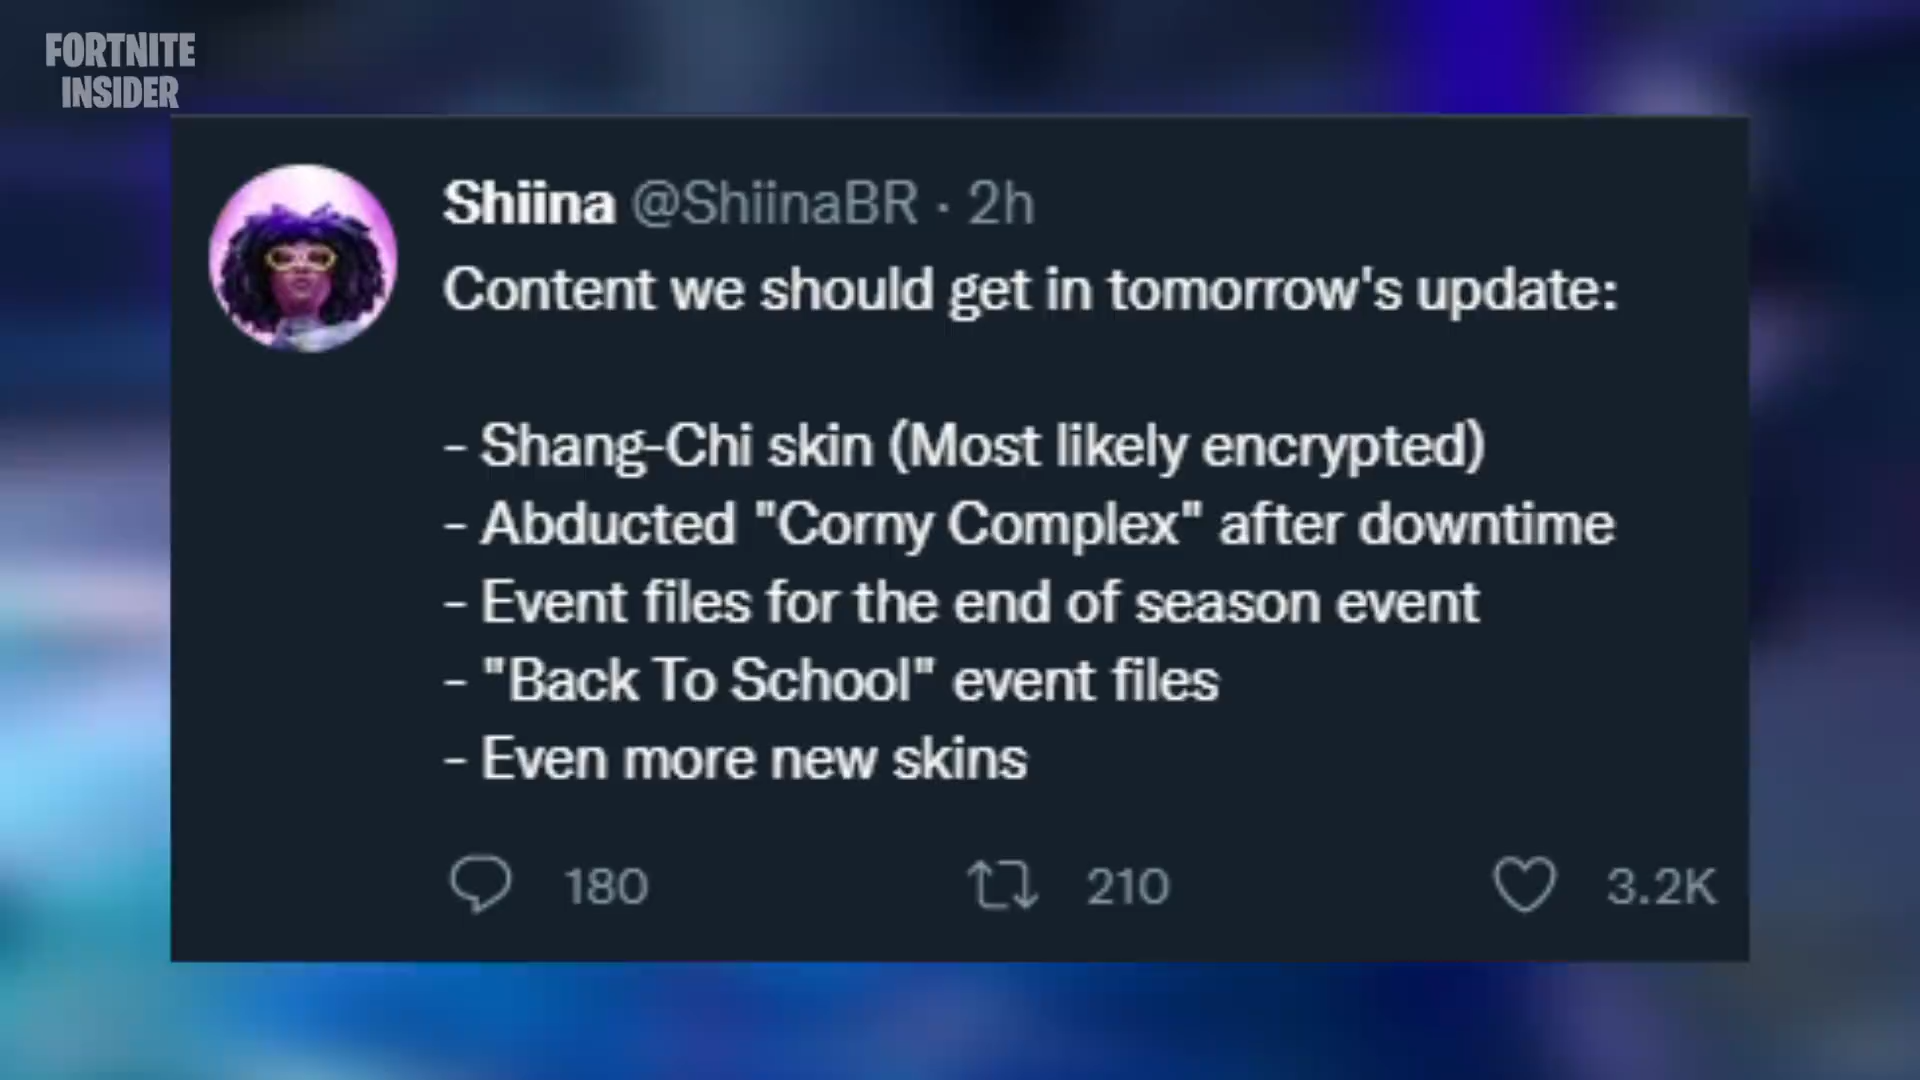 FORTNITE
INSIDER
Shiina @ShiinaBR · 2h
Content we should get in tomorrow's update:
- Shang-Chi skin (Most likely encrypted)
- Abducted "Corny Complex" after downtime
- Event files for the end of season event
- "Back To School" event files
- Even more new skins
180 210 3.2K